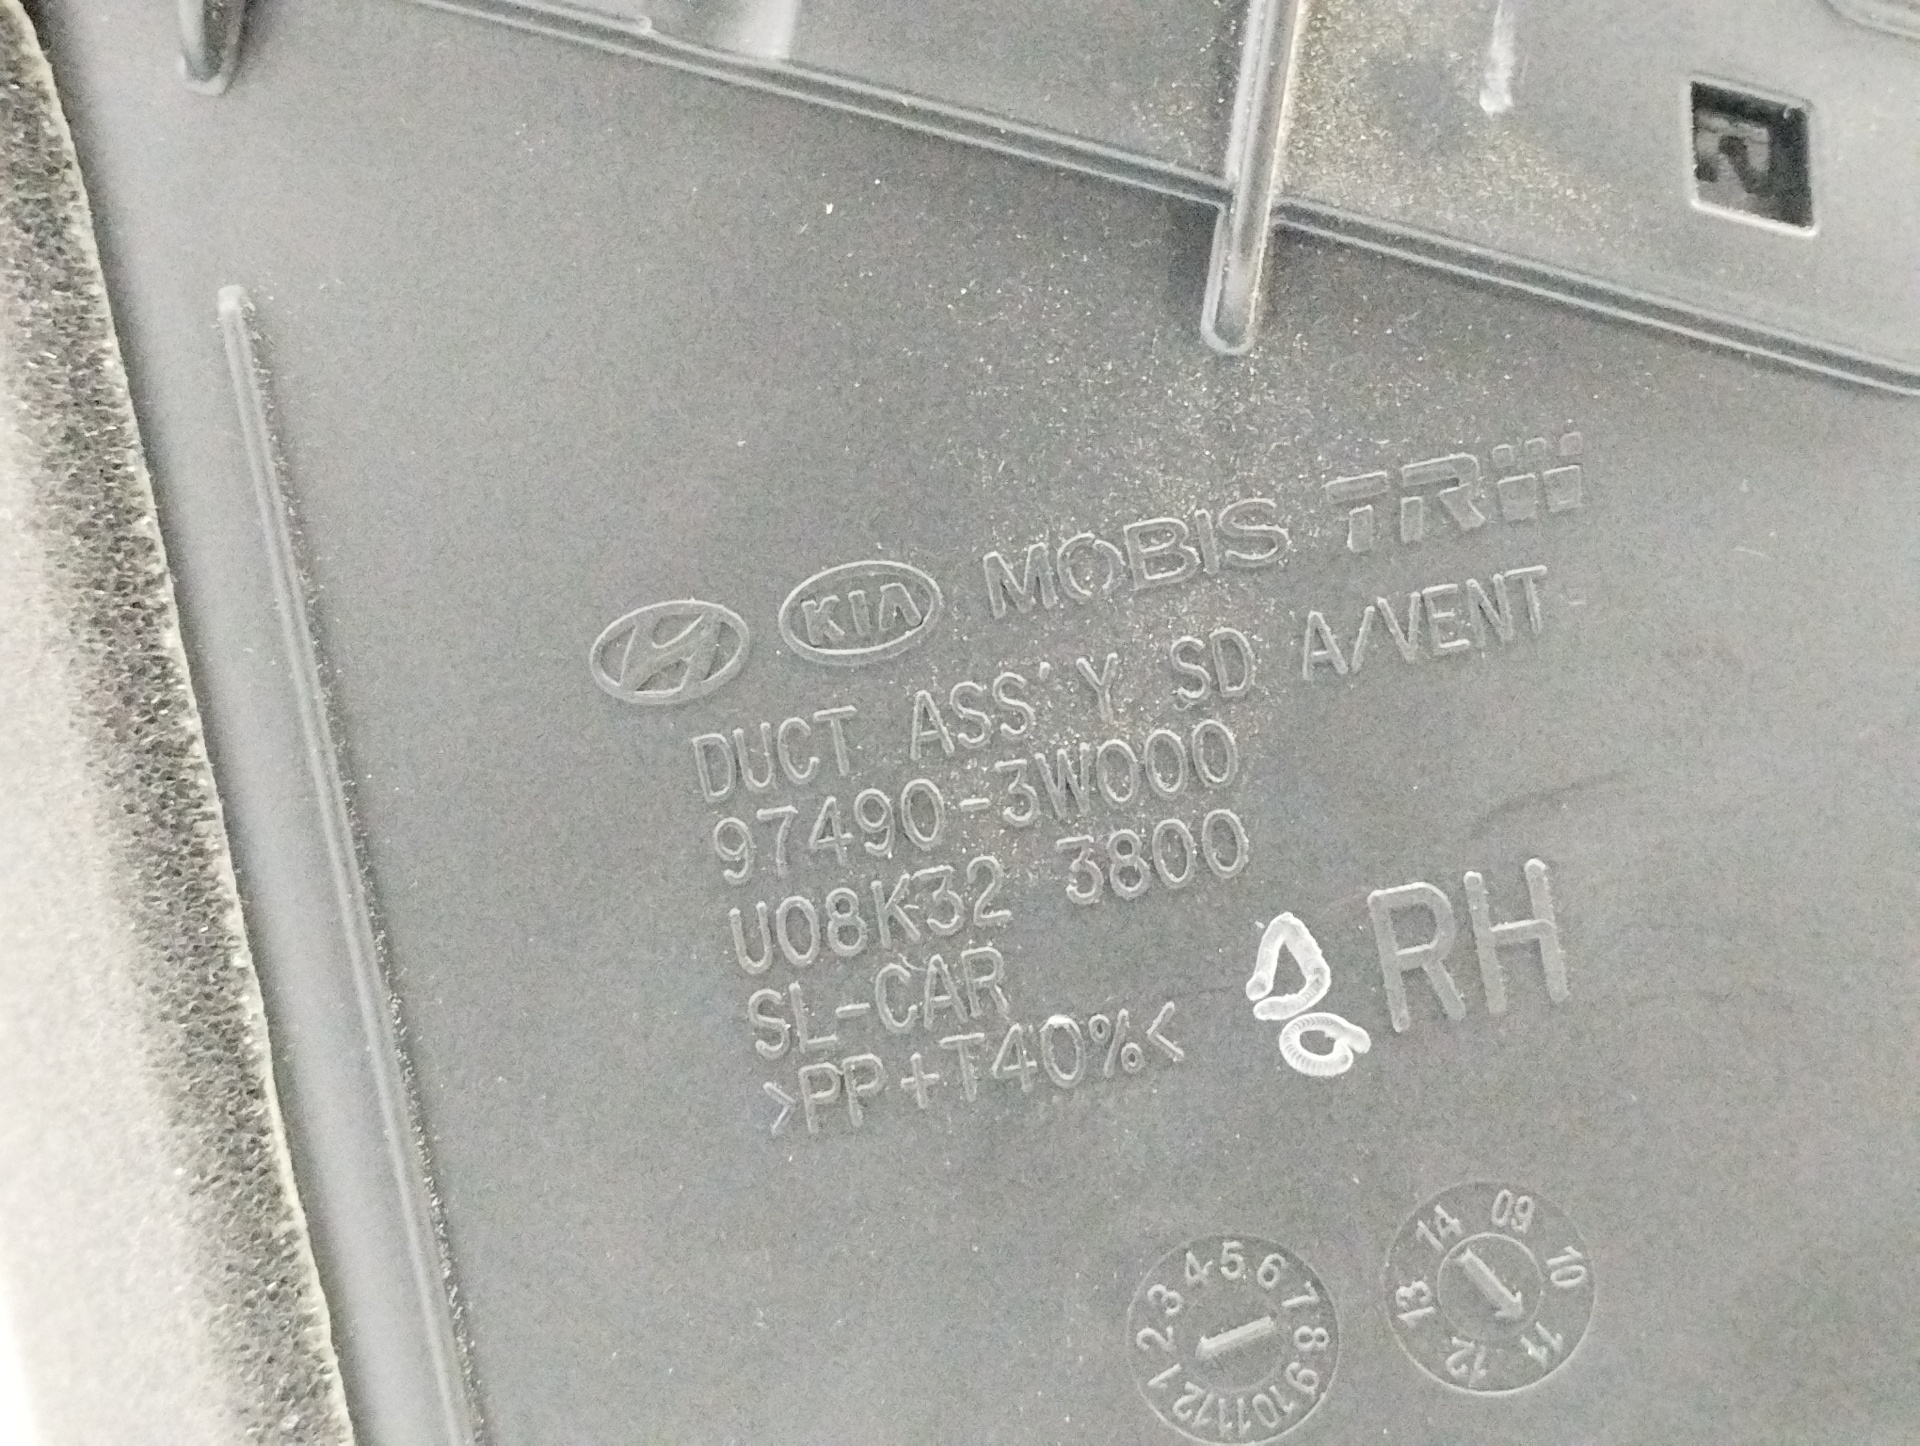 KIA MOBIS TRW
DUCT ASS'Y SD A/VENT
97490-3W000
U08K32 3800
SL-CAR
>PP+T40%<
RH
1 2 3 4 5 6 7 8 9 10 11 12
09 10 11 12 13 14